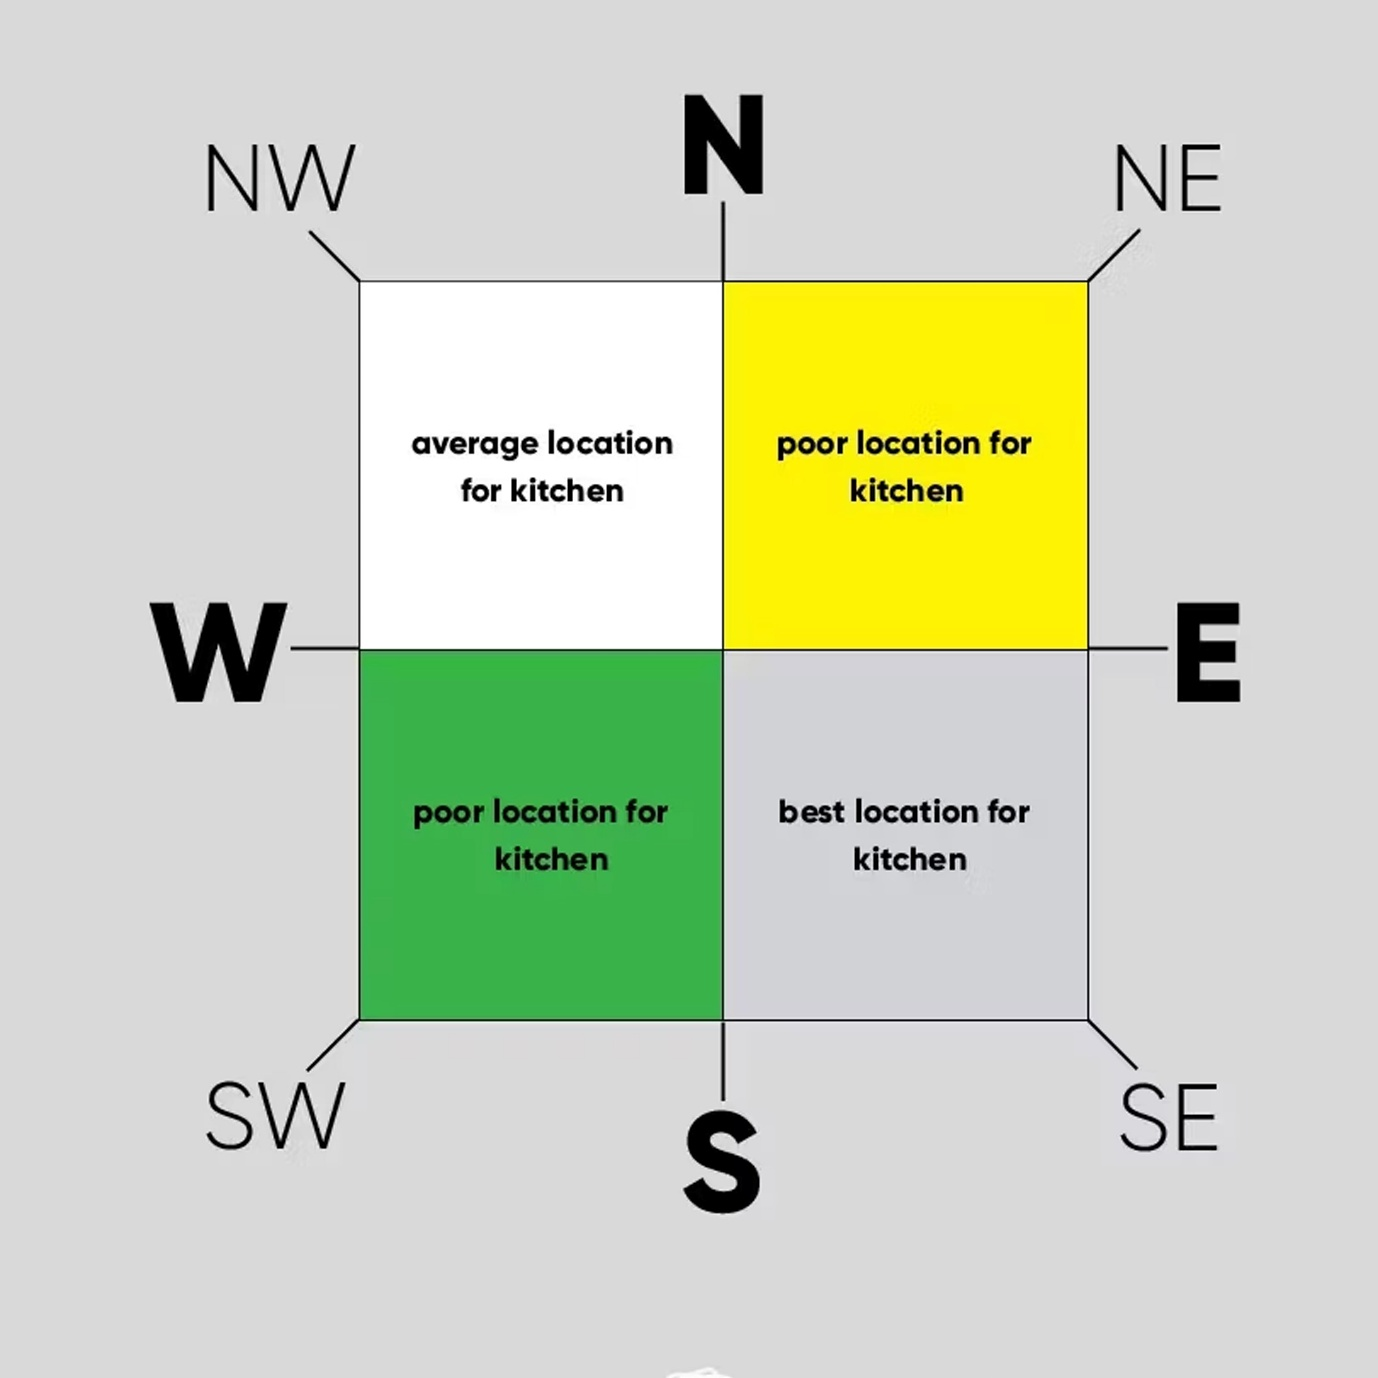 N
NW
NE
average location
for kitchen
poor location for
kitchen
W
E
poor location for
kitchen
best location for
kitchen
SW
SE
S